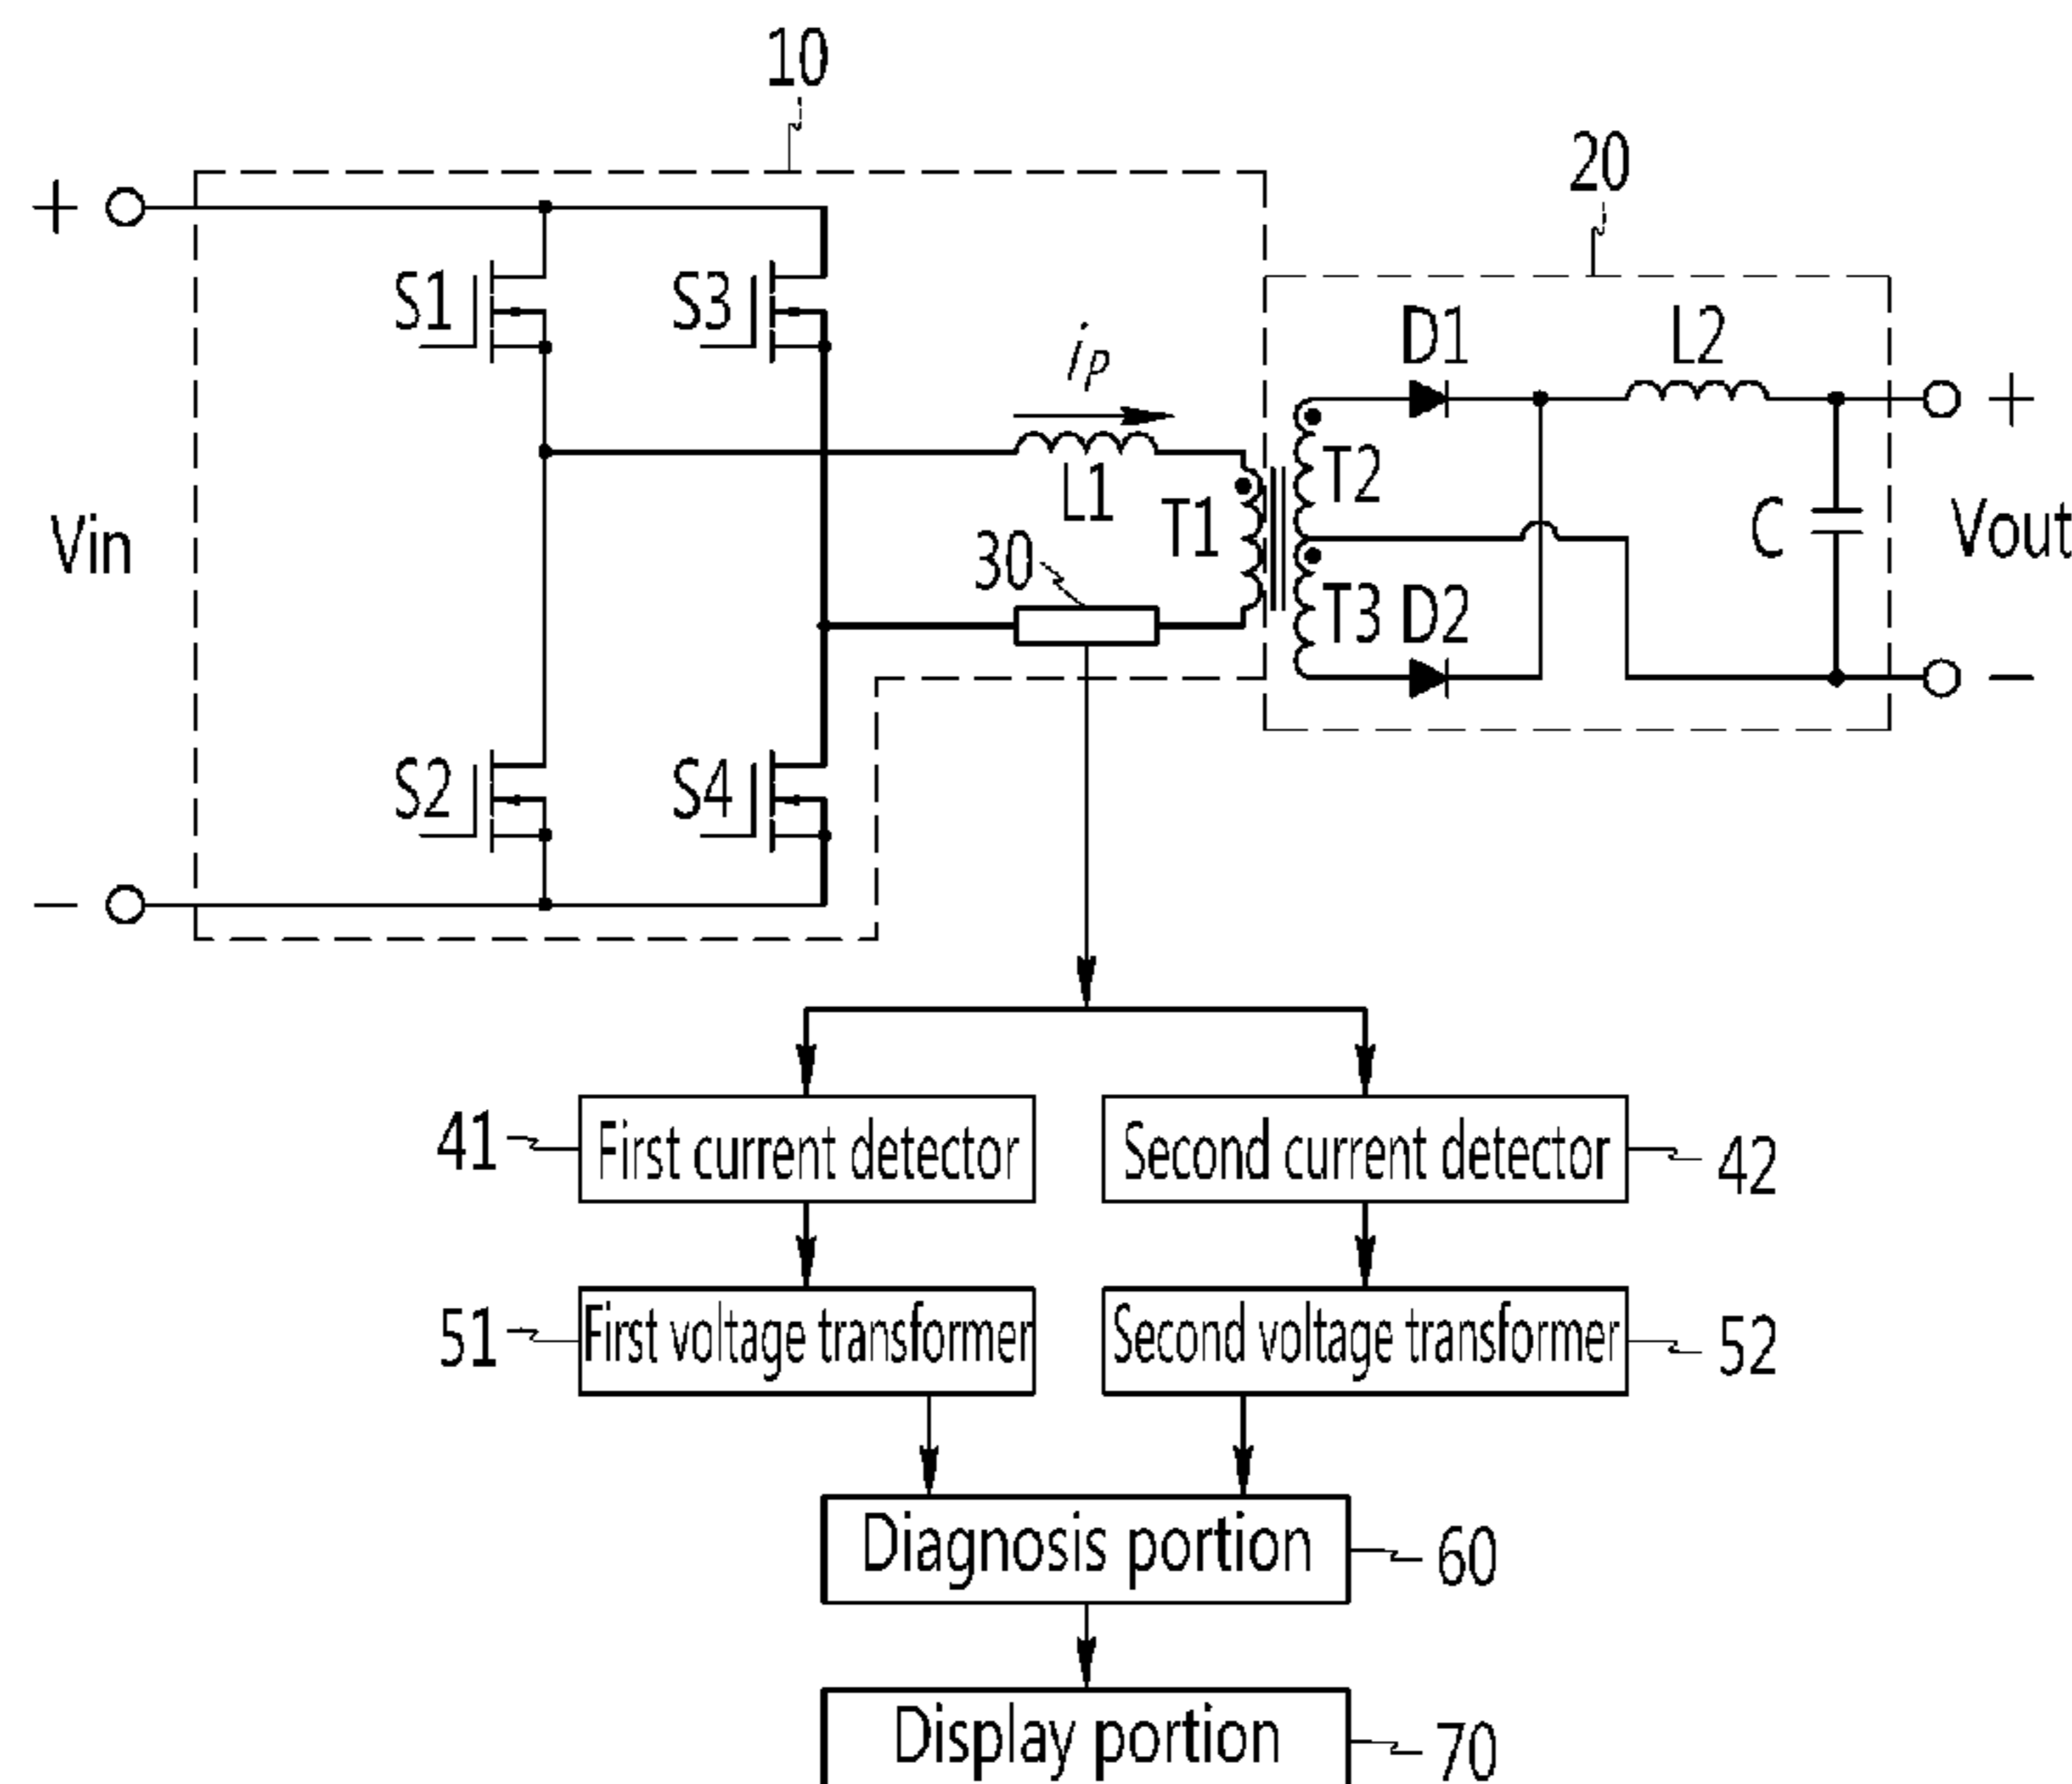 10
20
+
S1
S3
ip
D1
L2
+
Vin
L1
T1
T2
C
Vout
30
T3
D2
−
S2
S4
−
41
First current detector
Second current detector
42
51
First voltage transformer
Second voltage transformer
52
Diagnosis portion
60
Display portion
70